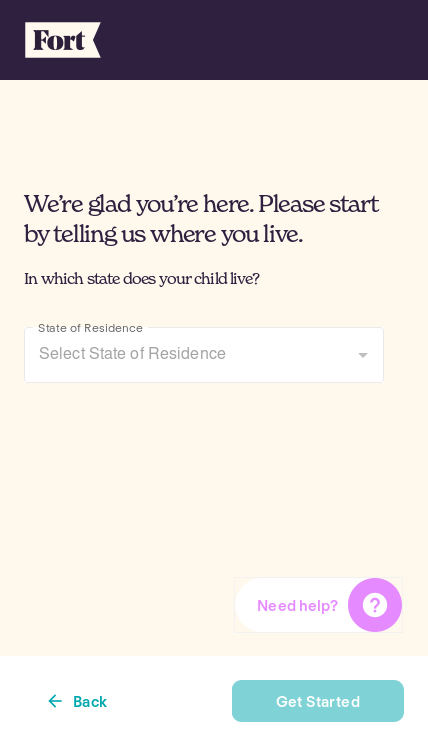 Fort
We’re glad you’re here. Please start
by telling us where you live.
In which state does your child live?
State of Residence
Select State of Residence
Need help?
Back
Get Started